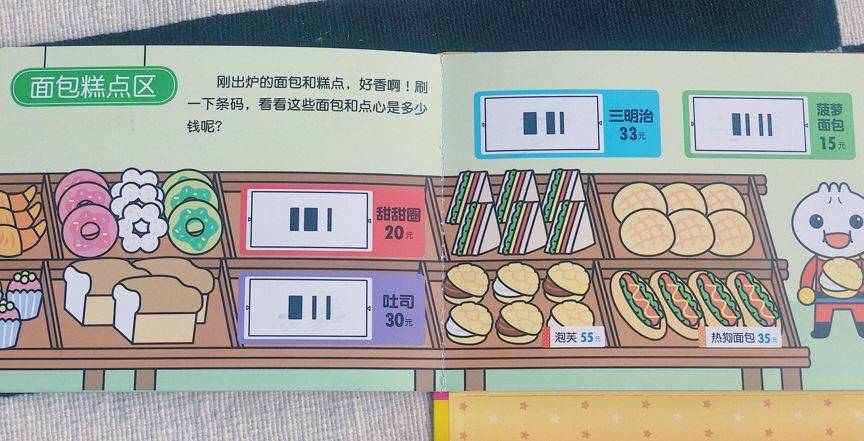 面包糕点区
刚出炉的面包和糕点，好香啊！刷
一下条码，看看这些面包和点心是多少
钱呢？
三明治
33元
菠萝
面包
15元
甜甜圈
20元
吐司
30元
泡芙 55元
热狗面包 35元